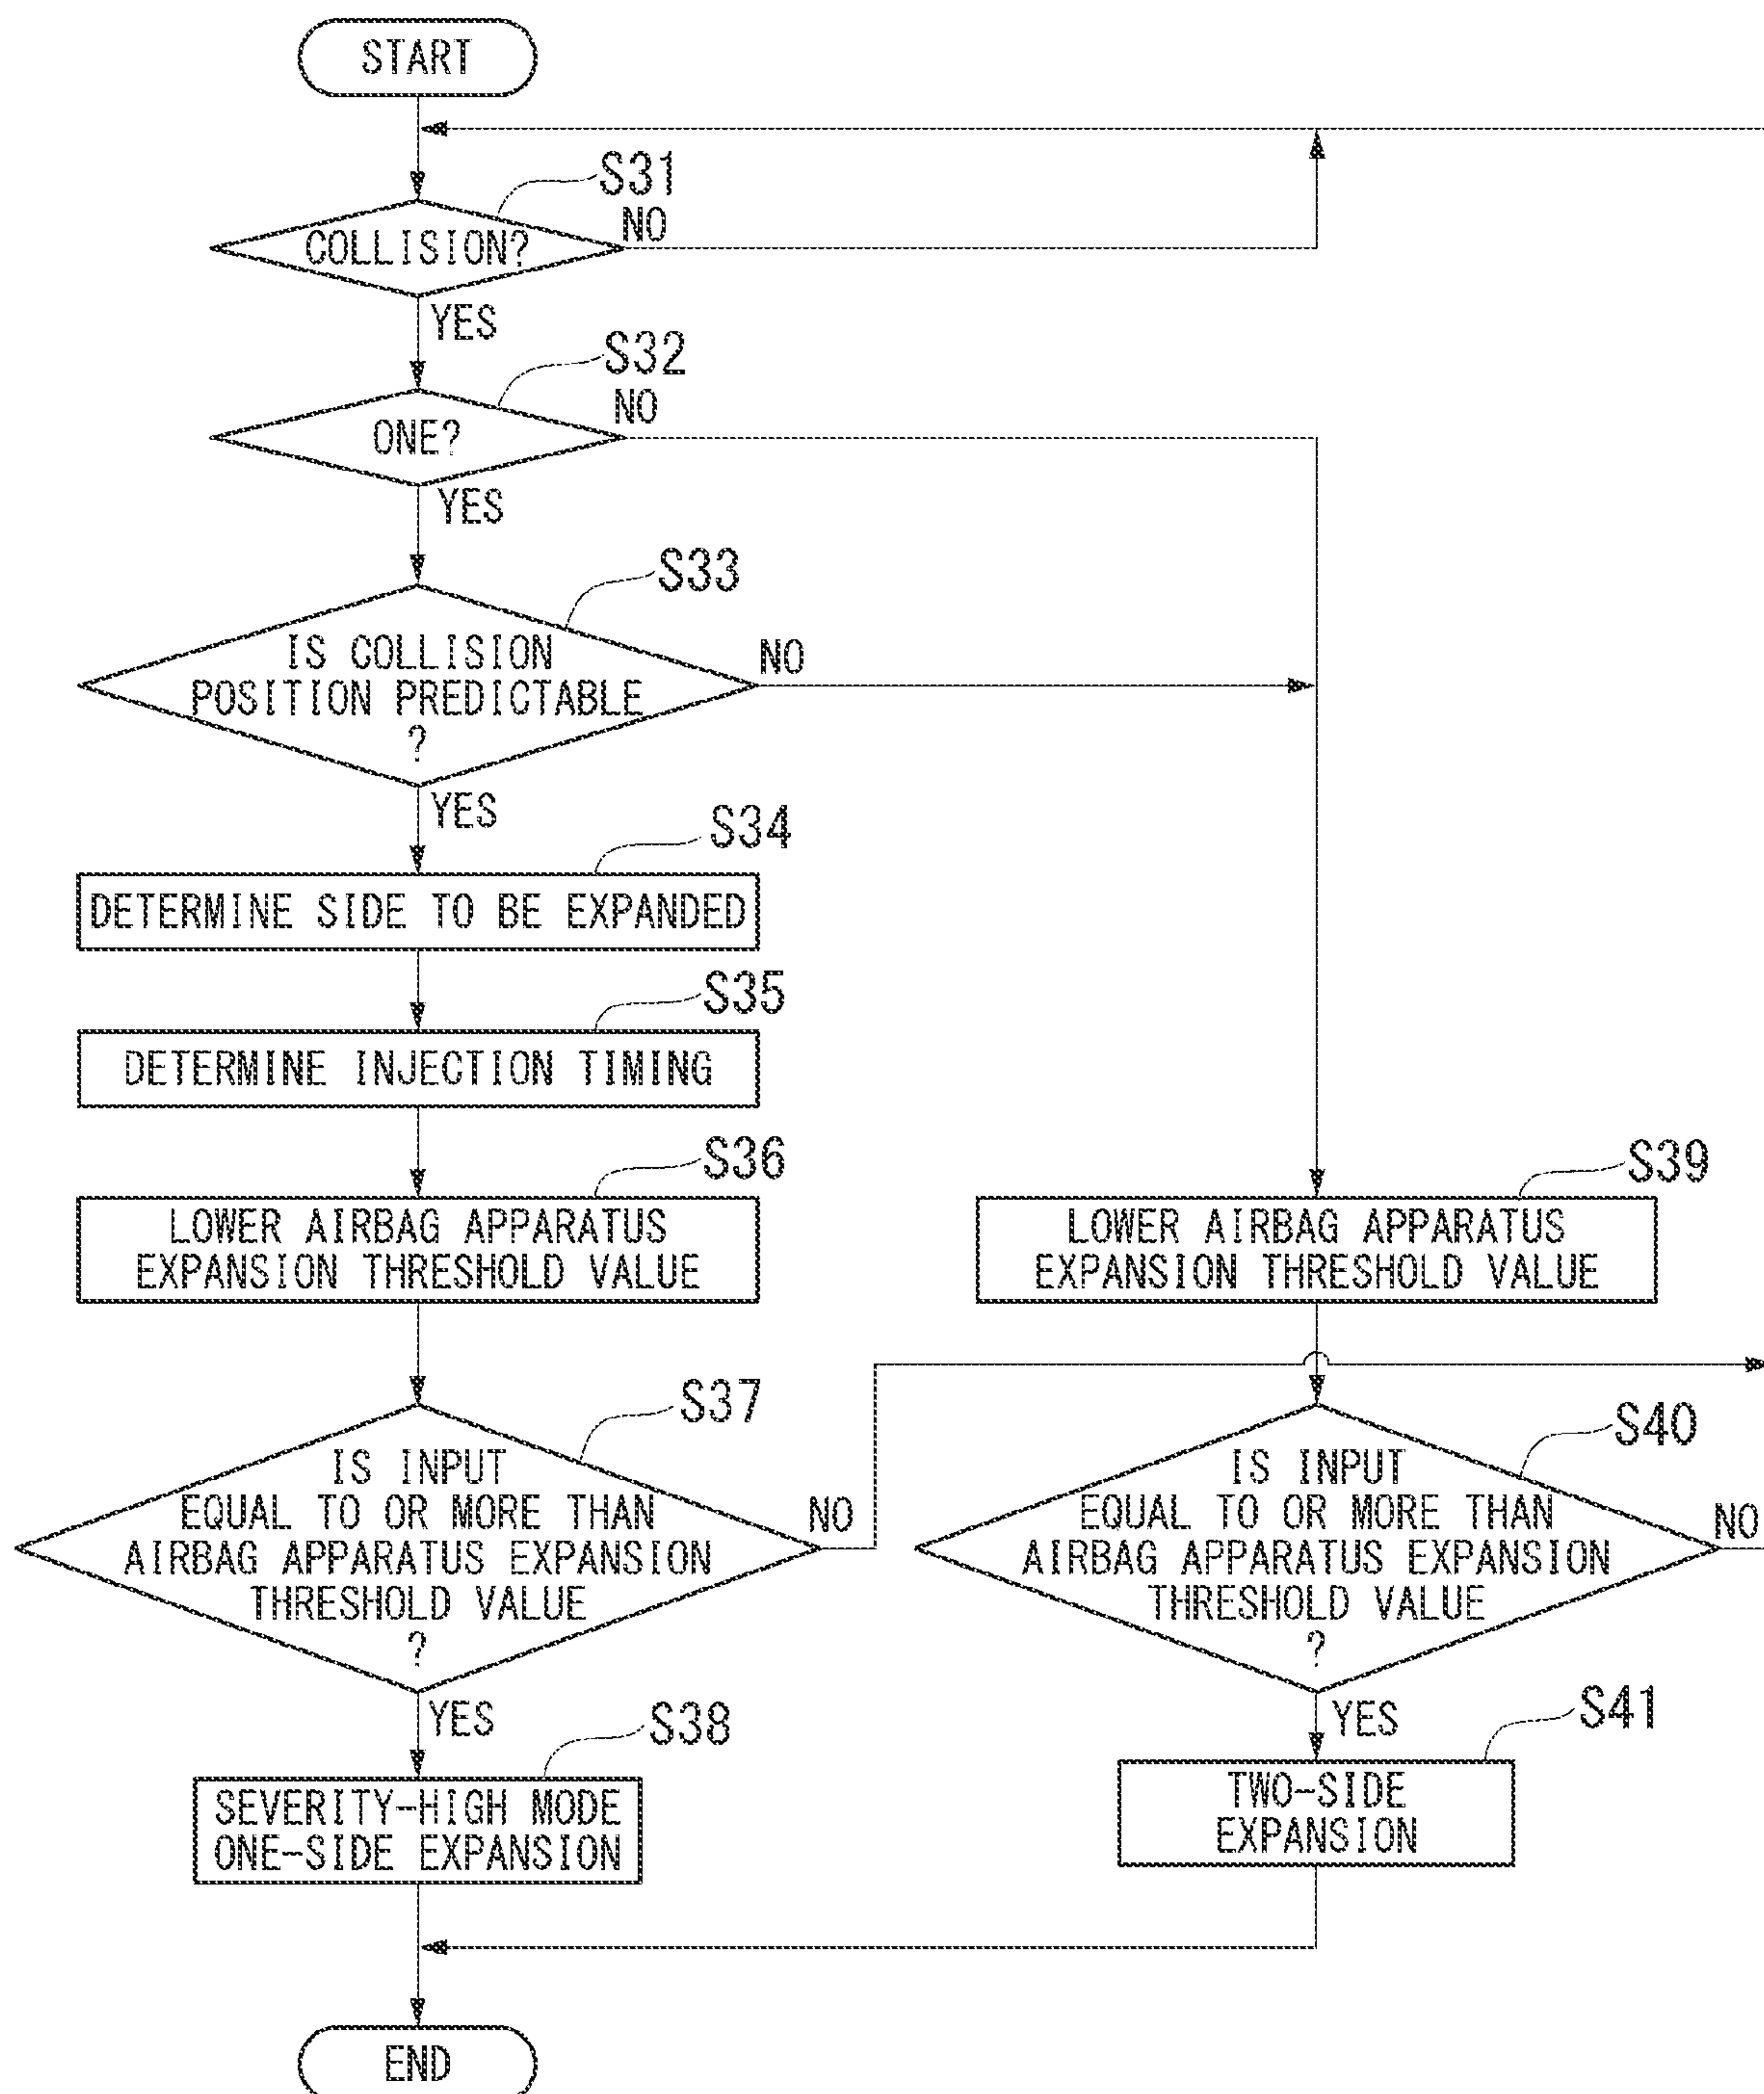 START
S31
NO
COLLISION?
YES
S32
NO
ONE?
YES
S33
IS COLLISION
POSITION PREDICTABLE
?
NO
YES
S34
DETERMINE SIDE TO BE EXPANDED
S35
DETERMINE INJECTION TIMING
S36
LOWER AIRBAG APPARATUS
EXPANSION THRESHOLD VALUE
S39
LOWER AIRBAG APPARATUS
EXPANSION THRESHOLD VALUE
S37
IS INPUT
EQUAL TO OR MORE THAN
AIRBAG APPARATUS EXPANSION
THRESHOLD VALUE
?
NO
S40
IS INPUT
EQUAL TO OR MORE THAN
AIRBAG APPARATUS EXPANSION
THRESHOLD VALUE
?
NO
YES
S38
SEVERITY-HIGH MODE
ONE-SIDE EXPANSION
YES
S41
TWO-SIDE
EXPANSION
END